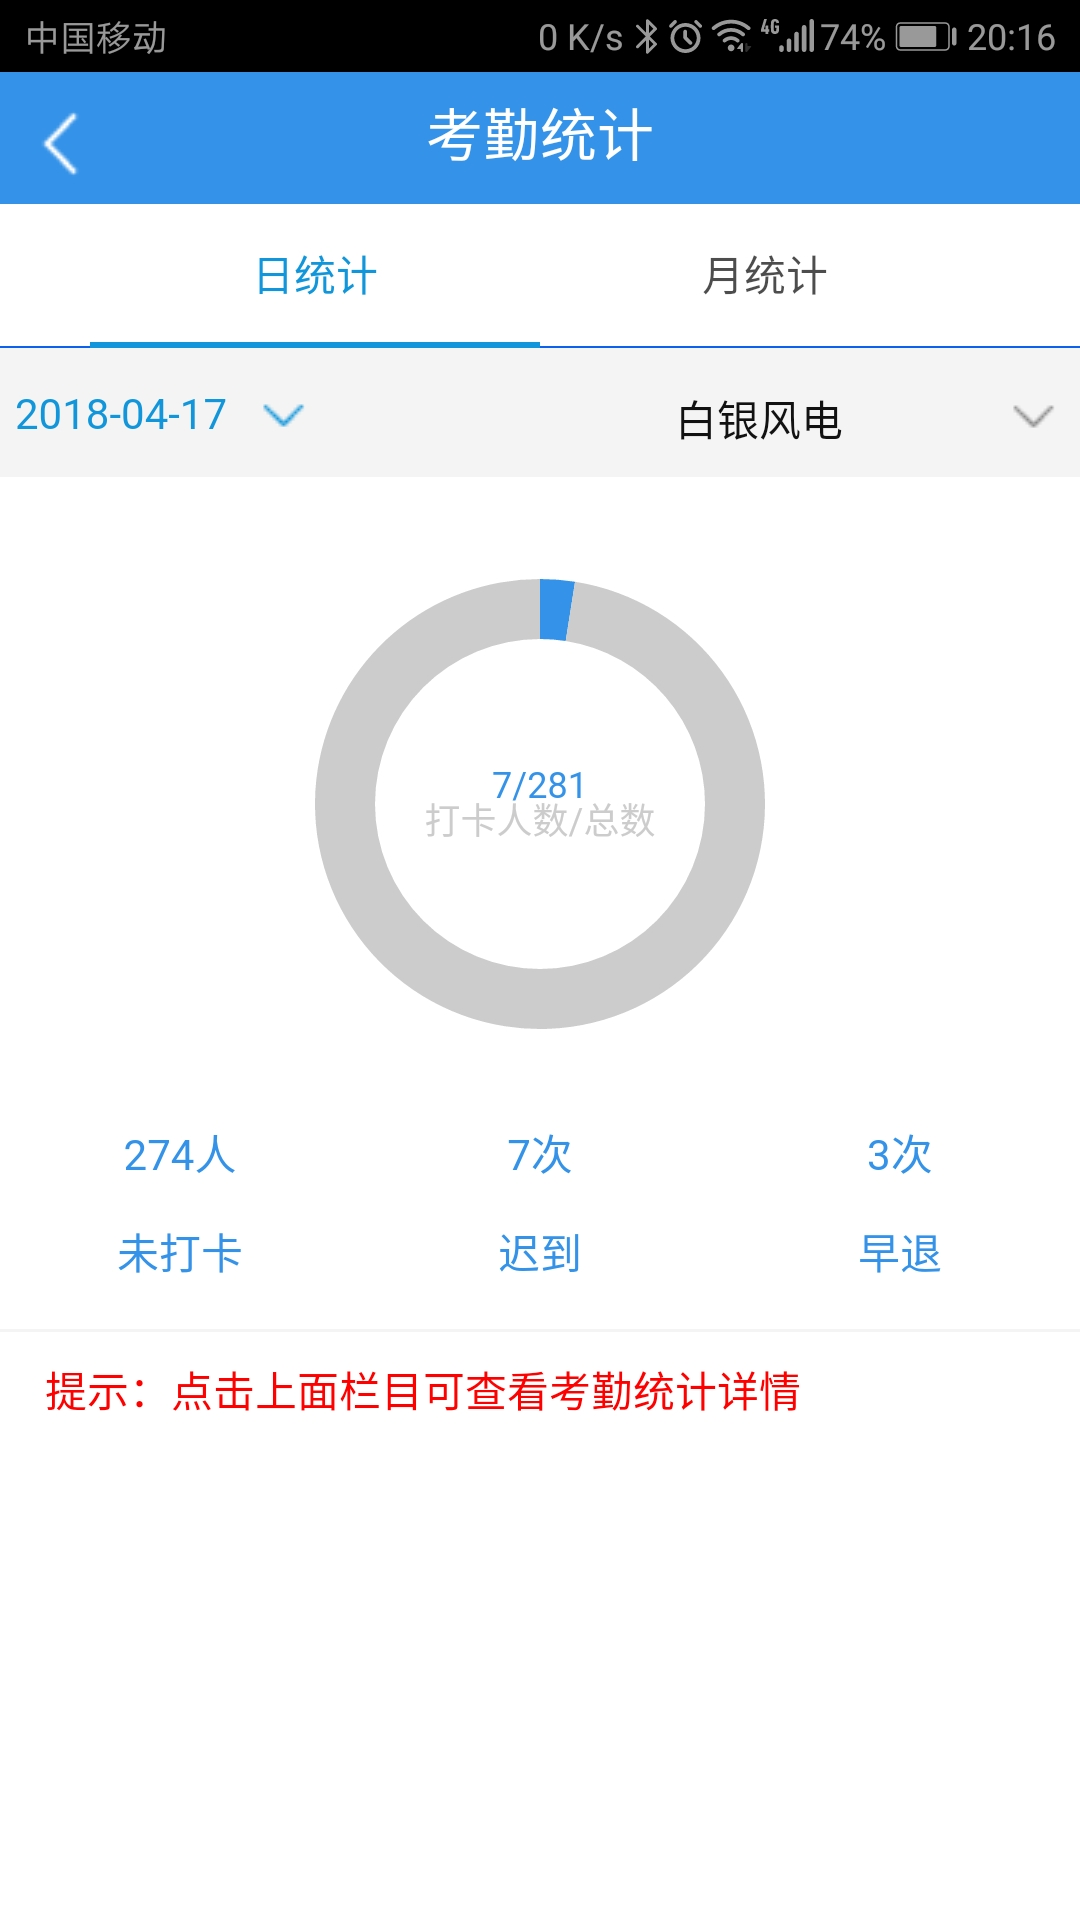 中国移动 0 K/s 4G 74% 20:16
考勤统计
日统计 月统计
2018-04-17 白银风电
7/281
打卡人数/总数
274人 7次 3次
未打卡 迟到 早退
提示：点击上面栏目可查看考勤统计详情